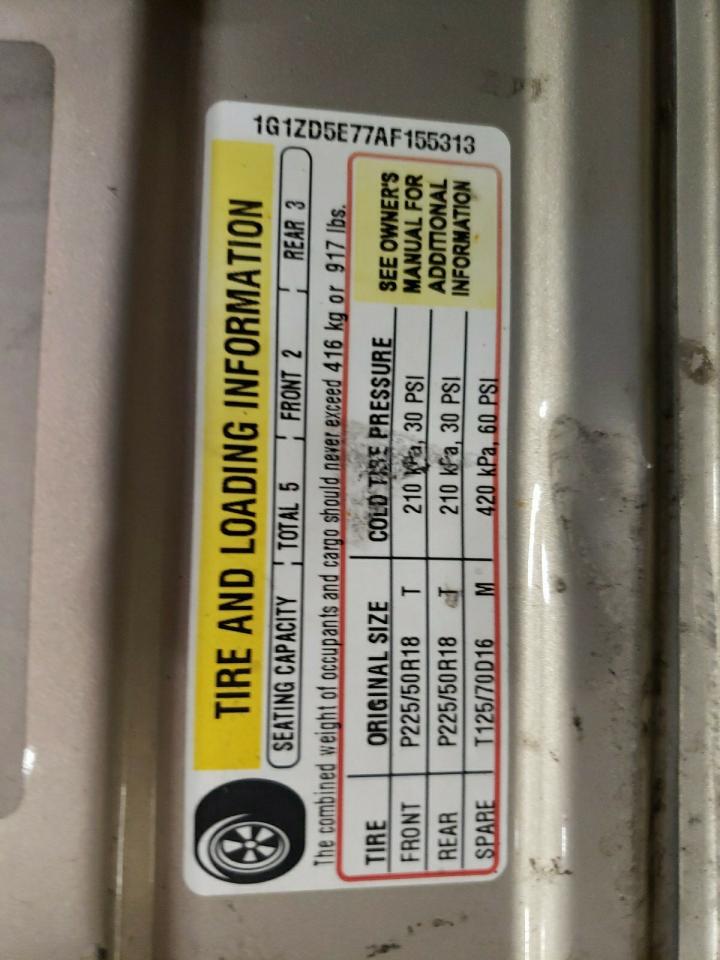 1G1ZD5E77AF155313
TIRE AND LOADING INFORMATION
SEATING CAPACITY TOTAL 5 FRONT 2 REAR 3
The combined weight of occupants and cargo should never exceed 416 kg or 917 lbs.
TIRE ORIGINAL SIZE COLD TIRE PRESSURE
FRONT P225/50R18 T 210 kPa, 30 PSI
REAR P225/50R18 T 210 kPa, 30 PSI
SPARE T125/70D16 M 420 kPa, 60 PSI
SEE OWNER'S
MANUAL FOR
ADDITIONAL
INFORMATION